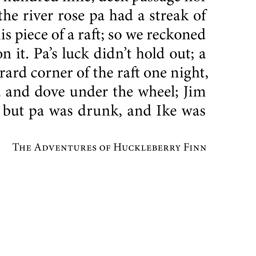 the river rose pa had a streak of
is piece of a raft; so we reckoned
on it. Pa’s luck didn’t hold out; a
rard corner of the raft one night,
and dove under the wheel; Jim
but pa was drunk, and Ike was
The Adventures of Huckleberry Finn